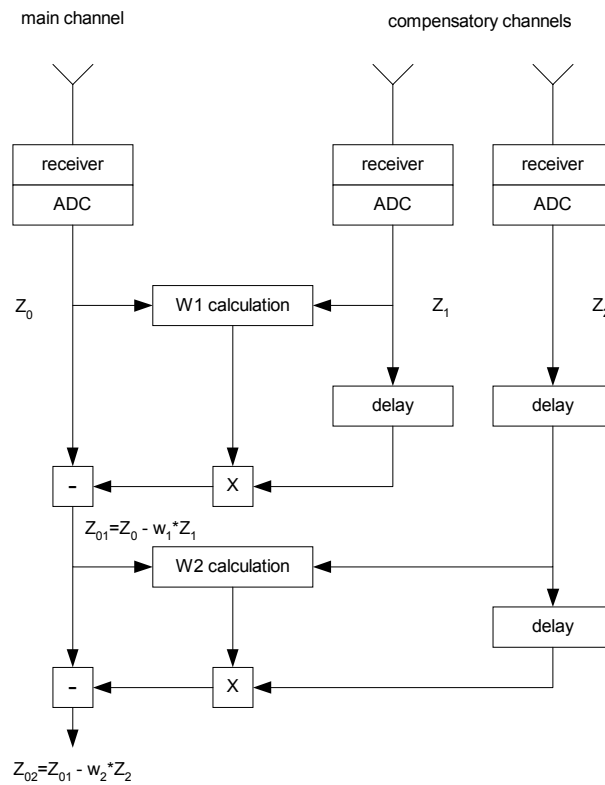 main channel
compensatory channels
receiver
receiver
receiver
ADC
ADC
ADC
Z₀
W1 calculation
Z₁
delay
delay
-
X
Z₀₁=Z₀ - w₁*Z₁
W2 calculation
delay
-
X
Z₀₂=Z₀₁ - w₂*Z₂